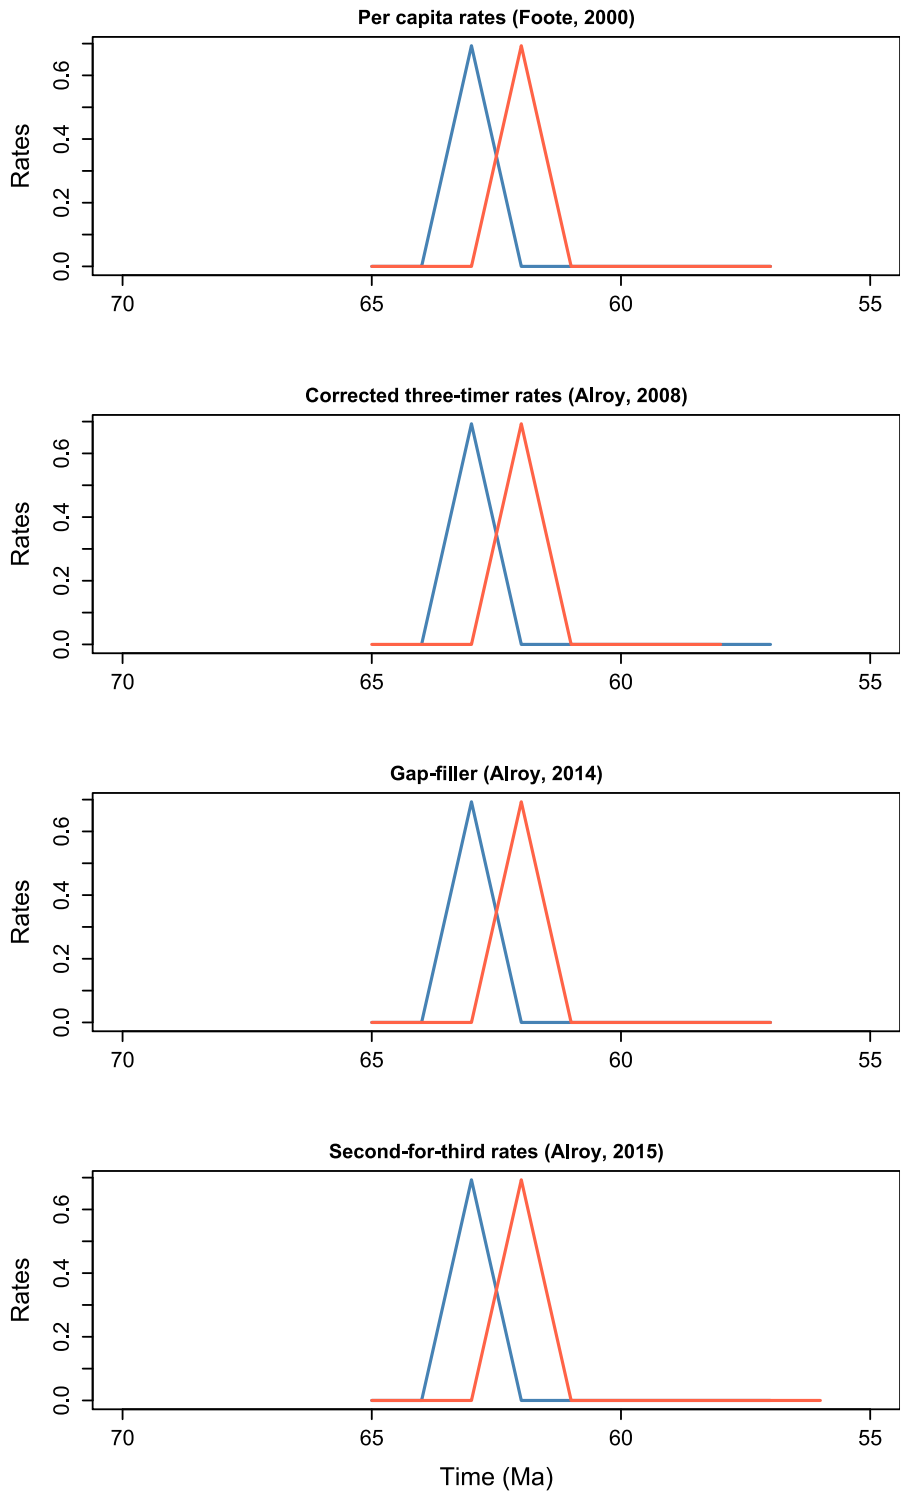 Per capita rates (Foote, 2000)
Rates
0.0 0.2 0.4 0.6
70 65 60 55
Corrected three-timer rates (Alroy, 2008)
Rates
0.0 0.2 0.4 0.6
70 65 60 55
Gap-filler (Alroy, 2014)
Rates
0.0 0.2 0.4 0.6
70 65 60 55
Second-for-third rates (Alroy, 2015)
Rates
0.0 0.2 0.4 0.6
70 65 60 55
Time (Ma)